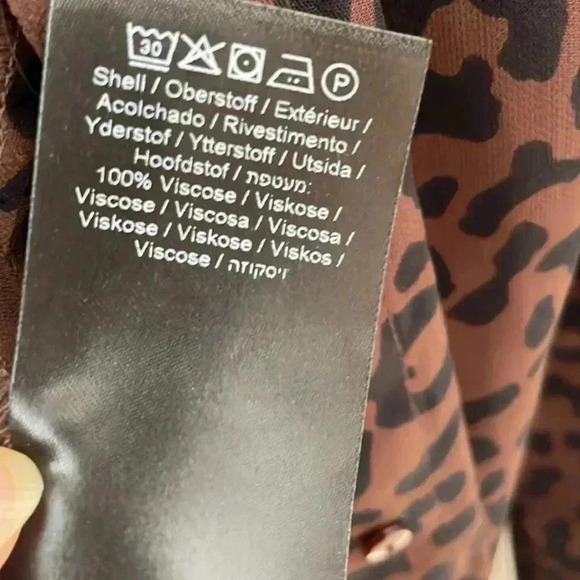 30 P
Shell / Oberstoff / Extérieur /
Acolchado / Rivestimento /
Yderstof / Ytterstoff / Utsida /
Hoofdstof / מעטפת:
100% Viscose / Viskose /
Viscose / Viscosa / Viscosa /
Viskose / Viskose / Viskos /
Viscose / ויסקוזה